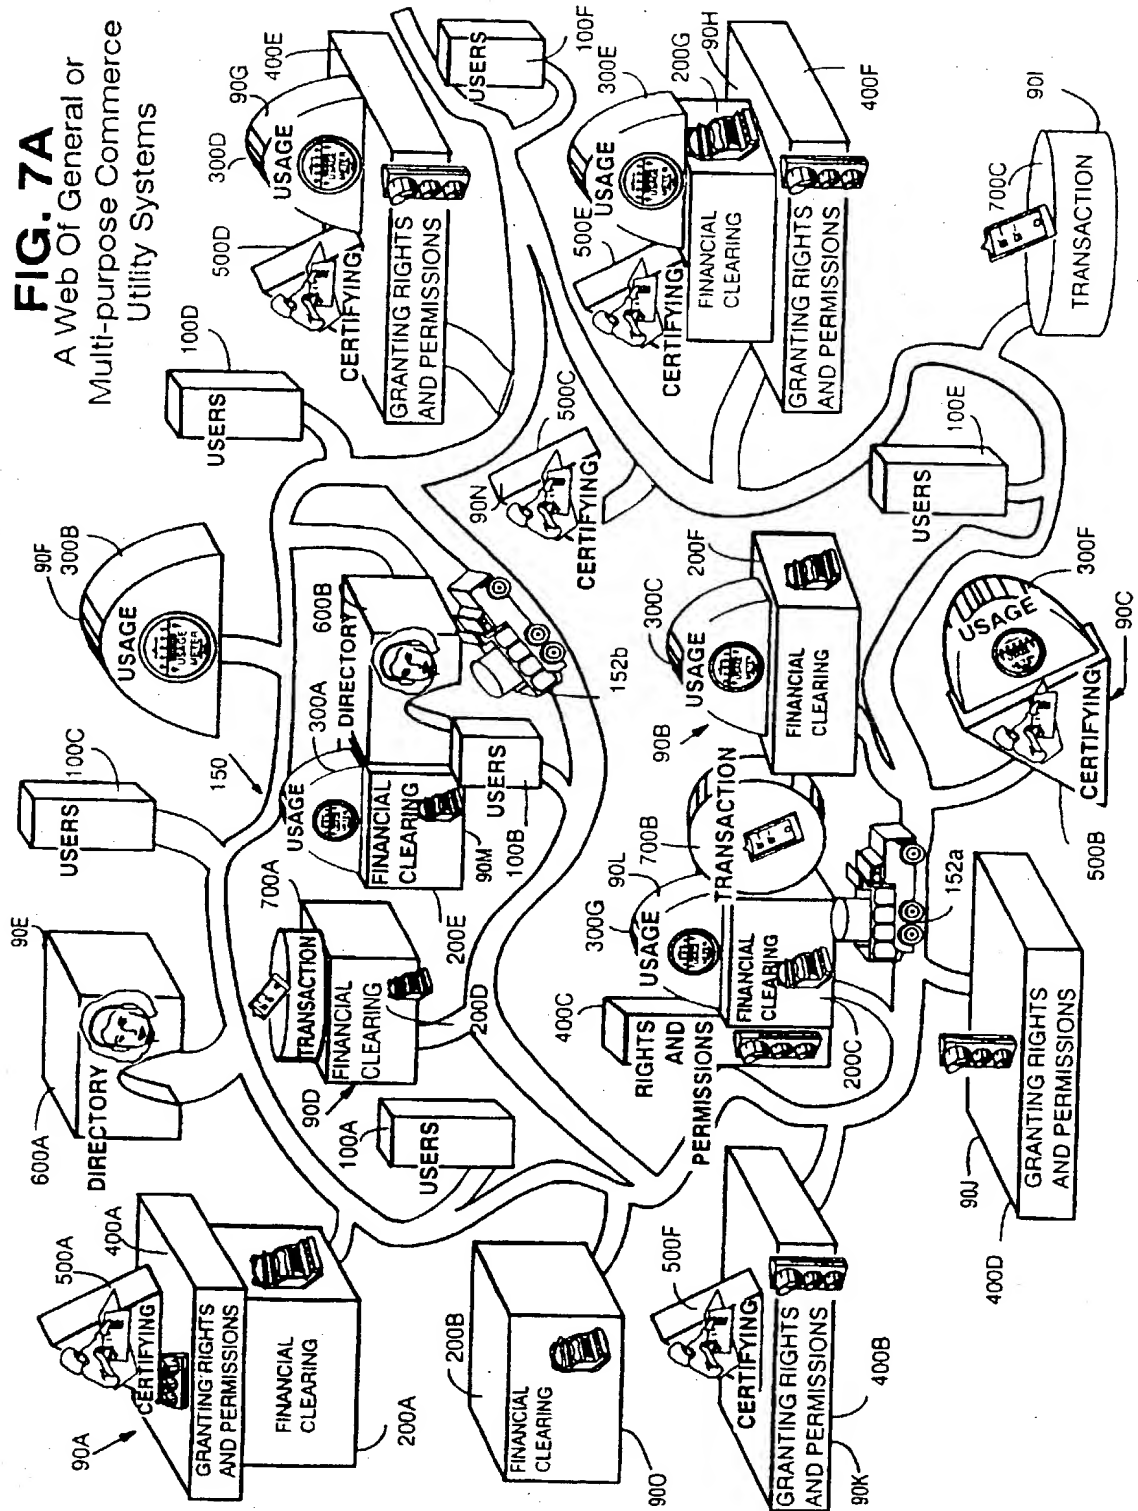 FIG. 7A
A Web Of General or
Multi-purpose Commerce
Utility Systems
90A
500A
400A
CERTIFYING
GRANTING RIGHTS
AND PERMISSIONS
FINANCIAL
CLEARING
200A
600A
DIRECTORY
90E
100C
USERS
150
90F
300B
USAGE
USAGE
METER
100D
USERS
500D
300D
90G
400E
USAGE
CERTIFYING
GRANTING RIGHTS
AND PERMISSIONS
USERS
100F
90D
700A
TRANSACTION
FINANCIAL
CLEARING
200D
100A
USERS
USAGE
300A
DIRECTORY
600B
FINANCIAL
CLEARING
200E
90M
USERS
100B
152b
90N
500C
CERTIFYING
500E
300E
200G
90H
USAGE
CERTIFYING
FINANCIAL
CLEARING
GRANTING RIGHTS
AND PERMISSIONS
400F
200B
FINANCIAL
CLEARING
90O
400C
RIGHTS
AND
PERMISSIONS
300G
90L
USAGE
FINANCIAL
CLEARING
200C
700B
TRANSACTION
152a
90B
300C
USAGE
200F
FINANCIAL
CLEARING
100E
USERS
700C
90I
TRANSACTION
500F
CERTIFYING
GRANTING RIGHTS
AND PERMISSIONS
90K
400B
90J
400D
GRANTING RIGHTS
AND PERMISSIONS
USAGE
300F
CERTIFYING
90C
500B